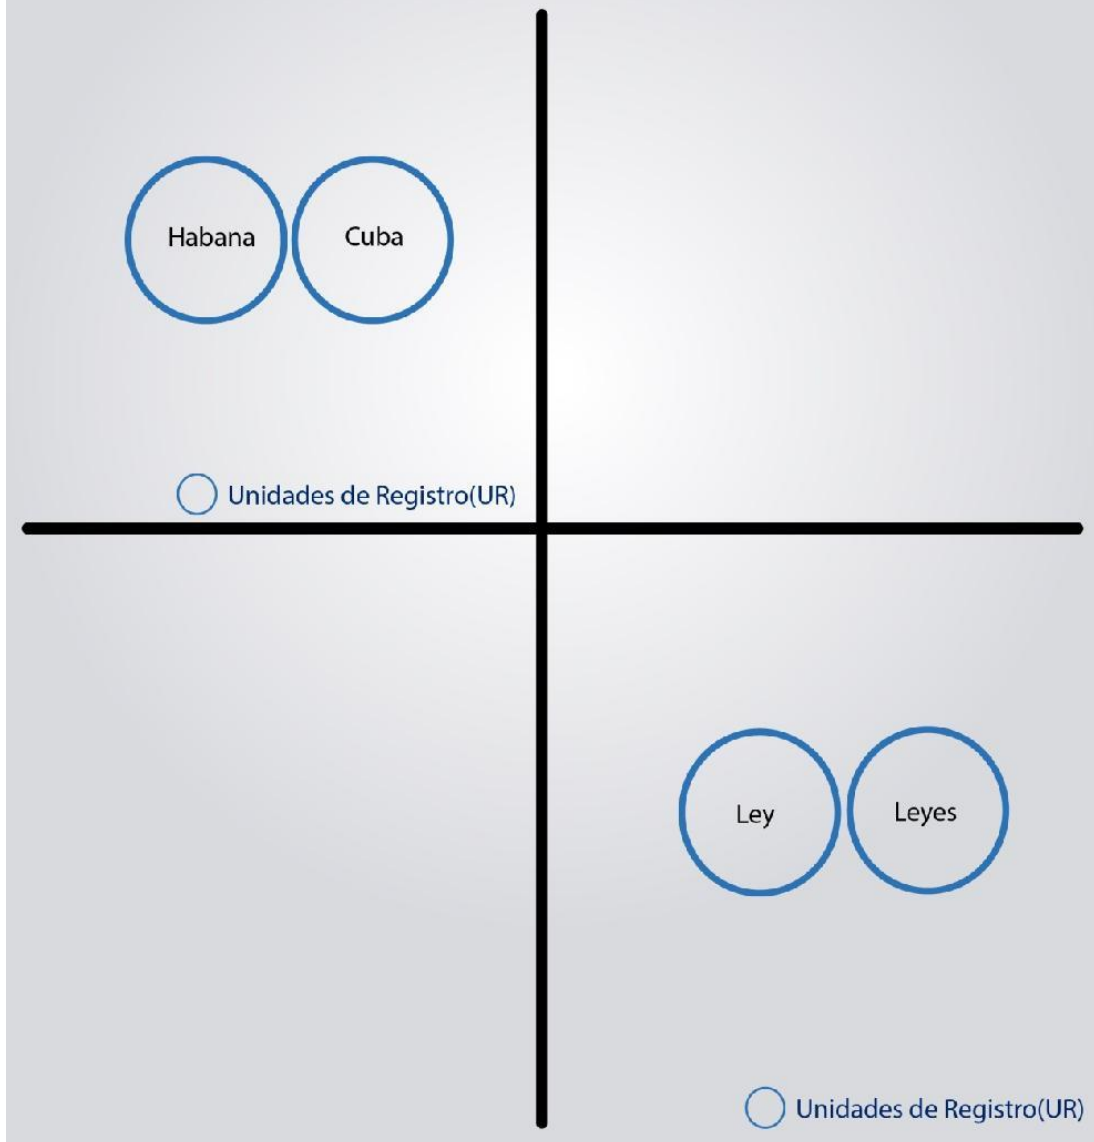 Habana
Cuba
Unidades de Registro(UR)
Ley
Leyes
Unidades de Registro(UR)